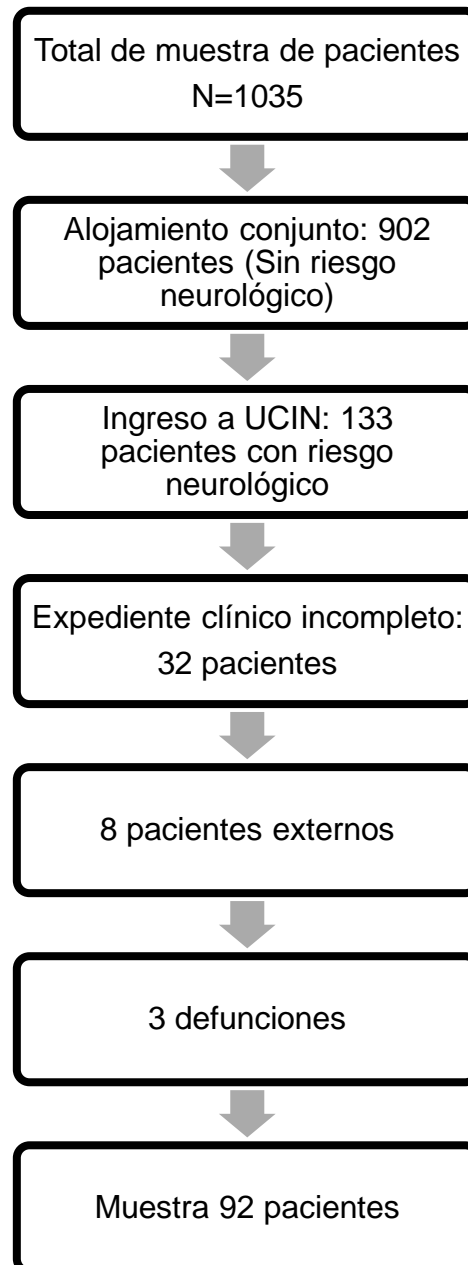 Total de muestra de pacientes
N=1035
Alojamiento conjunto: 902
pacientes (Sin riesgo
neurológico)
Ingreso a UCIN: 133
pacientes con riesgo
neurológico
Expediente clínico incompleto:
32 pacientes
8 pacientes externos
3 defunciones
Muestra 92 pacientes